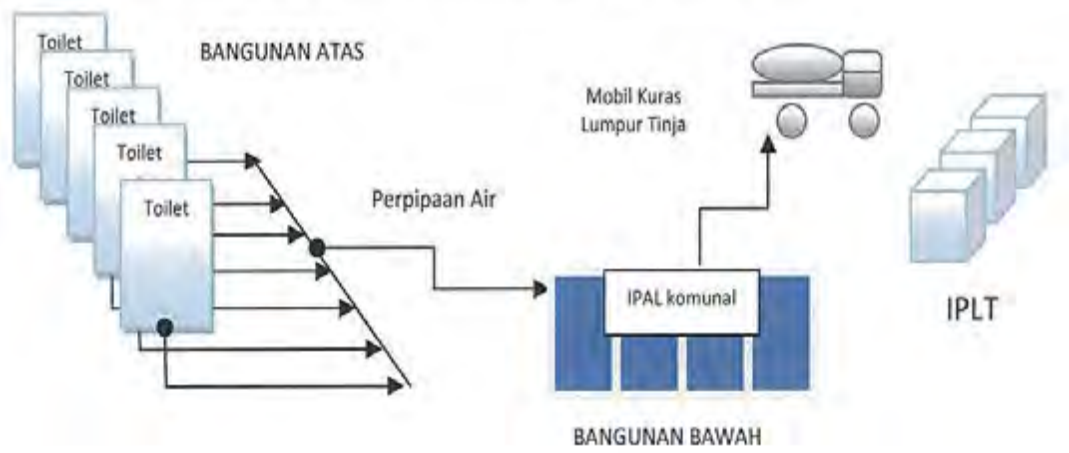 Toilet
Toilet
Toilet
Toilet
Toilet
BANGUNAN ATAS
Perpipaan Air
Mobil Kuras
Lumpur Tinja
IPAL komunal
BANGUNAN BAWAH
IPLT